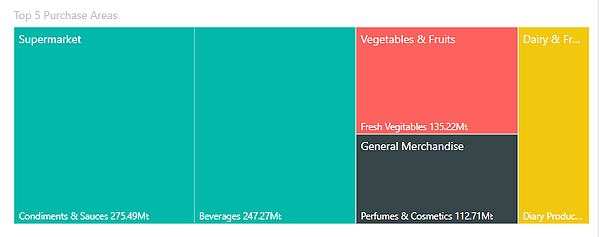 Top 5 Purchase Areas
Supermarket
Vegetables & Fruits
Dairy & Fr...
Fresh Vegitables 135.22Mt
General Merchandise
Condiments & Sauces 275.49Mt
Beverages 247.27Mt
Perfumes & Cosmetics 112.71Mt
Diary Produc...